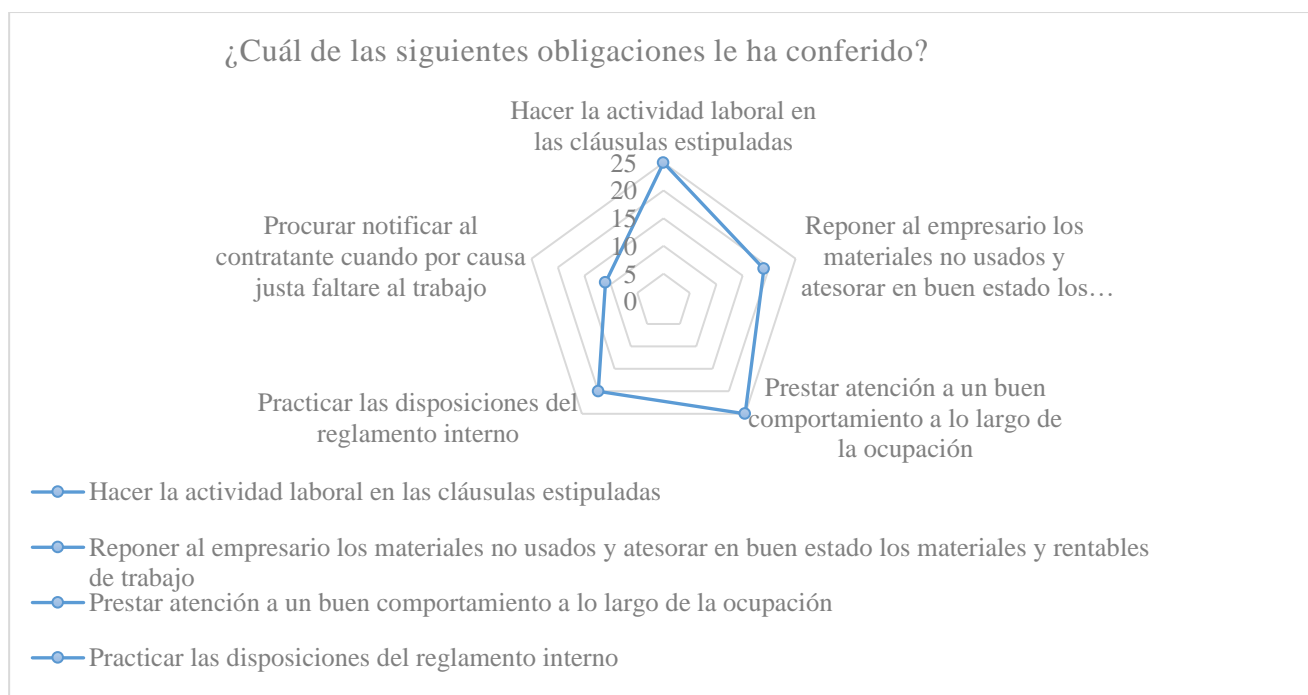 ¿Cuál de las siguientes obligaciones le ha conferido?
Hacer la actividad laboral en
las cláusulas estipuladas
25
20
15
10
5
0
Reponer al empresario los
materiales no usados y
atesorar en buen estado los…
Prestar atención a un buen
comportamiento a lo largo de
la ocupación
Practicar las disposiciones del
reglamento interno
Procurar notificar al
contratante cuando por causa
justa faltare al trabajo
Hacer la actividad laboral en las cláusulas estipuladas
Reponer al empresario los materiales no usados y atesorar en buen estado los materiales y rentables
de trabajo
Prestar atención a un buen comportamiento a lo largo de la ocupación
Practicar las disposiciones del reglamento interno